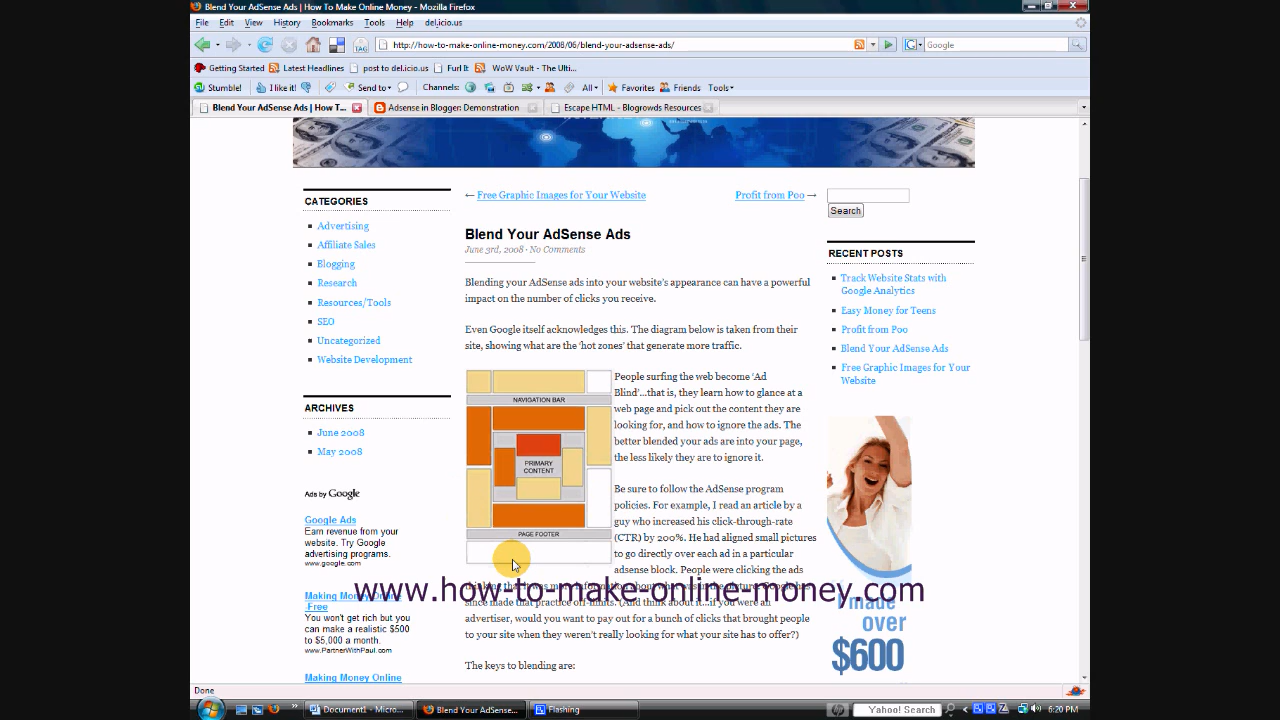 Blend Your AdSense Ads | How To Make Online Money - Mozilla Firefox
File Edit View History Bookmarks Tools Help del.icio.us
http://how-to-make-online-money.com/2008/06/blend-your-adsense-ads/
Google
Getting Started Latest Headlines post to del.icio.us Furl It WoW Vault - The Ulti...
Stumble! I like it! Send to Channels: All Favorites Friends Tools
Blend Your AdSense Ads | How T... Adsense in Blogger: Demonstration Escape HTML - Blogrowds Resources
← Free Graphic Images for Your Website
Profit from Poo →
Search
CATEGORIES
Advertising
Affiliate Sales
Blogging
Research
Resources/Tools
SEO
Uncategorized
Website Development
ARCHIVES
June 2008
May 2008
Ads by Google
Google Ads
Earn revenue from your
website. Try Google
advertising programs.
www.google.com
Making Money Online
/Free
You won't get rich but you
can make a realistic $500
to $5,000 a month.
www.PartnerWithPaul.com
Making Money Online
Blend Your AdSense Ads
June 3rd, 2008 · No Comments
Blending your AdSense ads into your website's appearance can have a powerful
impact on the number of clicks you receive.
Even Google itself acknowledges this. The diagram below is taken from their
site, showing what are the 'hot zones' that generate more traffic.
NAVIGATION BAR
PRIMARY
CONTENT
PAGE FOOTER
People surfing the web become 'Ad
Blind'...that is, they learn how to glance at a
web page and pick out the content they are
looking for, and how to ignore the ads. The
better blended your ads are into your page,
the less likely they are to ignore it.
Be sure to follow the AdSense program
policies. For example, I read an article by a
guy who increased his click-through-rate
(CTR) by 200%. He had aligned small pictures
to go directly over each ad in a particular
adsense block. People were clicking the ads
thinking that it was more information about what was in the picture. Google has
since made that practice off-limits. (And think about it...if you were an
advertiser, would you want to pay out for a bunch of clicks that brought people
to your site when they weren't really looking for what your site has to offer?)
The keys to blending are:
www.how-to-make-online-money.com
RECENT POSTS
Track Website Stats with
Google Analytics
Easy Money for Teens
Profit from Poo
Blend Your AdSense Ads
Free Graphic Images for Your
Website
I made
over
$600
Done
Document1 - Micro... Blend Your AdSense... Flashing
Yahoo! Search
6:20 PM